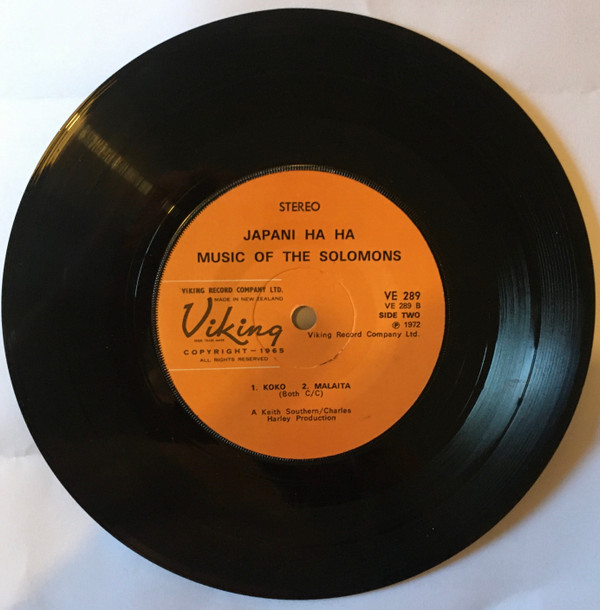 STEREO
JAPANI HA HA
MUSIC OF THE SOLOMONS
VIKING RECORD COMPANY LTD.
MADE IN NEW ZEALAND
Viking
COPYRIGHT — 1965
ALL RIGHTS RESERVED
VE 289
VE 289 B
SIDE TWO
℗ 1972
Viking Record Company Ltd.
1. KOKO 2. MALAITA
(Both C/C)
A Keith Southern/Charles
Harley Production